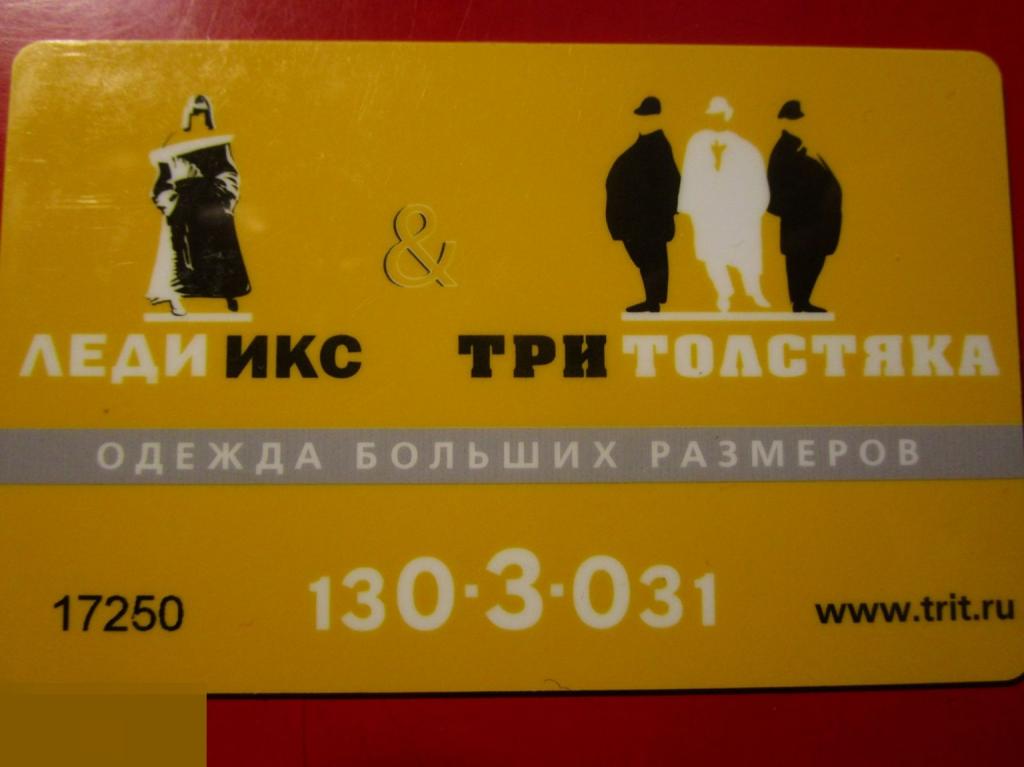 &
ЛЕДИ ИКС ТРИ ТОЛСТЯКА
ОДЕЖДА БОЛЬШИХ РАЗМЕРОВ
17250 130·3·031 www.trit.ru